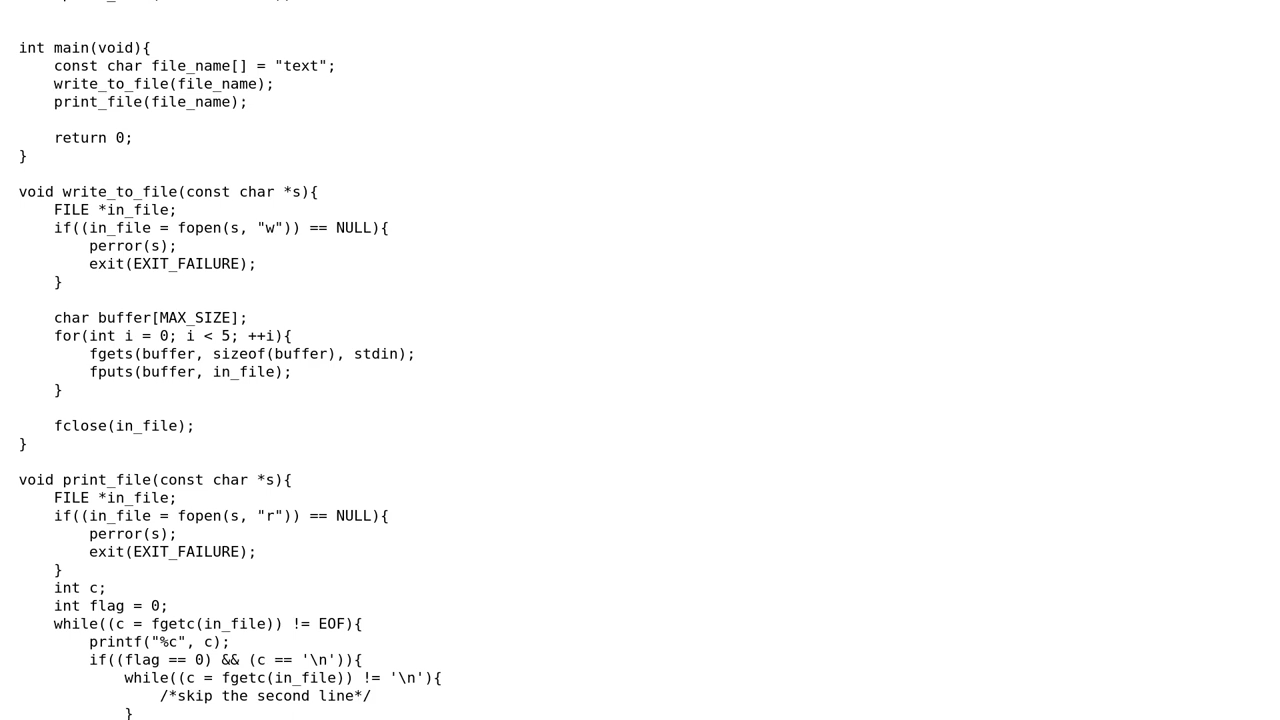 int main(void){
    const char file_name[] = "text";
    write_to_file(file_name);
    print_file(file_name);

    return 0;
}

void write_to_file(const char *s){
    FILE *in_file;
    if((in_file = fopen(s, "w")) == NULL){
        perror(s);
        exit(EXIT_FAILURE);
    }

    char buffer[MAX_SIZE];
    for(int i = 0; i < 5; ++i){
        fgets(buffer, sizeof(buffer), stdin);
        fputs(buffer, in_file);
    }

    fclose(in_file);
}

void print_file(const char *s){
    FILE *in_file;
    if((in_file = fopen(s, "r")) == NULL){
        perror(s);
        exit(EXIT_FAILURE);
    }
    int c;
    int flag = 0;
    while((c = fgetc(in_file)) != EOF){
        printf("%c", c);
        if((flag == 0) && (c == '\n')){
            while((c = fgetc(in_file)) != '\n'){
                /*skip the second line*/
            }